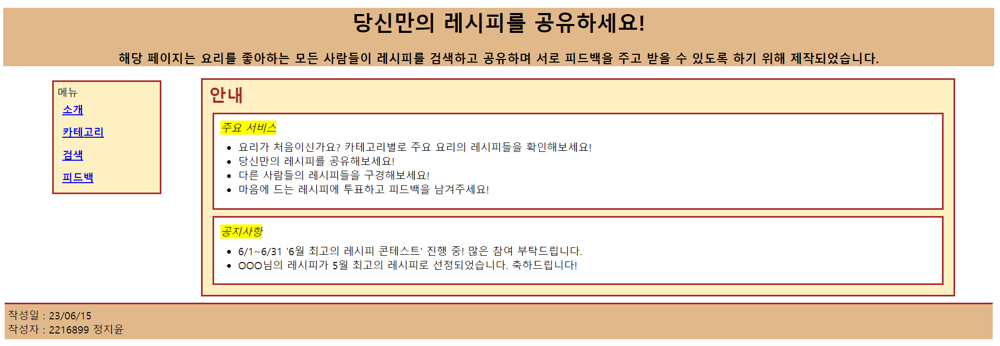 당신만의 레시피를 공유하세요!
해당 페이지는 요리를 좋아하는 모든 사람들이 레시피를 검색하고 공유하며 서로 피드백을 주고 받을 수 있도록 하기 위해 제작되었습니다.
메뉴
소개
카테고리
검색
피드백
안내
주요 서비스
요리가 처음이신가요? 카테고리별로 주요 요리의 레시피들을 확인해보세요!
당신만의 레시피를 공유해보세요!
다른 사람들의 레시피들을 구경해보세요!
마음에 드는 레시피에 투표하고 피드백을 남겨주세요!
공지사항
6/1~6/31 '6월 최고의 레시피 콘테스트' 진행 중! 많은 참여 부탁드립니다.
OOO님의 레시피가 5월 최고의 레시피로 선정되었습니다. 축하드립니다!
작성일 : 23/06/15
작성자 : 2216899 정지윤